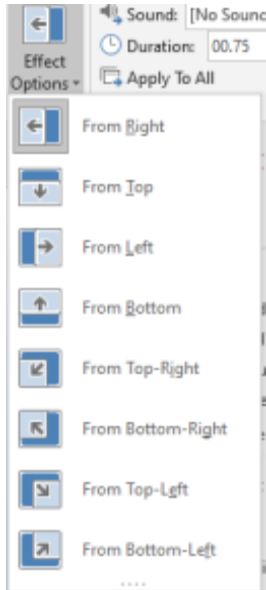 Sound: [No Sound
Duration: 00.75
Effect
Options
Apply To All
From Right
From Top
From Left
From Bottom
From Top-Right
From Bottom-Right
From Top-Left
From Bottom-Left